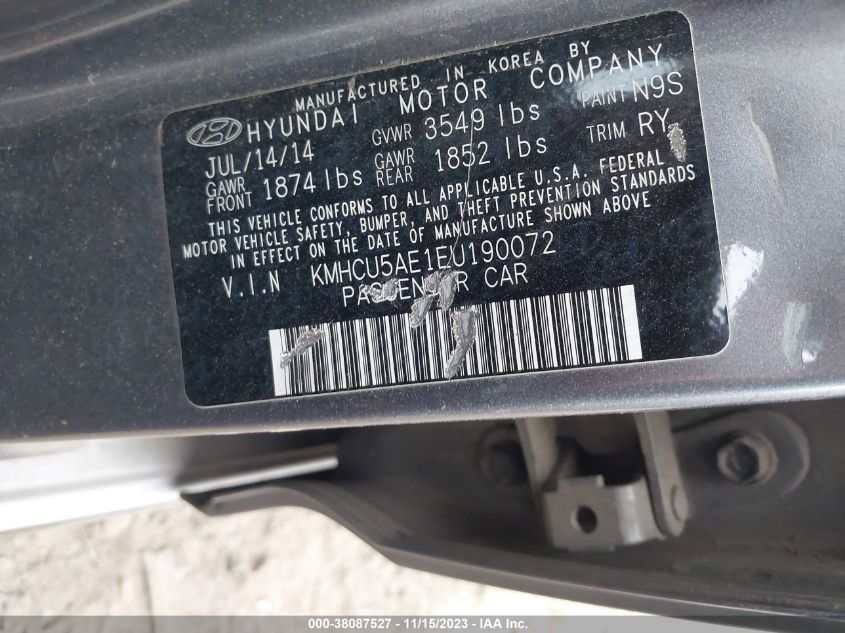 MANUFACTURED IN KOREA BY
HYUNDAI MOTOR COMPANY
JUL/14/14 GVWR 3549 lbs PAINT N9S
GAWR FRONT 1874 lbs GAWR REAR 1852 lbs TRIM RY
THIS VEHICLE CONFORMS TO ALL APPLICABLE U.S.A. FEDERAL
MOTOR VEHICLE SAFETY, BUMPER, AND THEFT PREVENTION STANDARDS
IN EFFECT ON THE DATE OF MANUFACTURE SHOWN ABOVE
V.I.N KMHCU5AE1EU190072
PASSENGER CAR
000-38087527 - 11/15/2023 - IAA Inc.